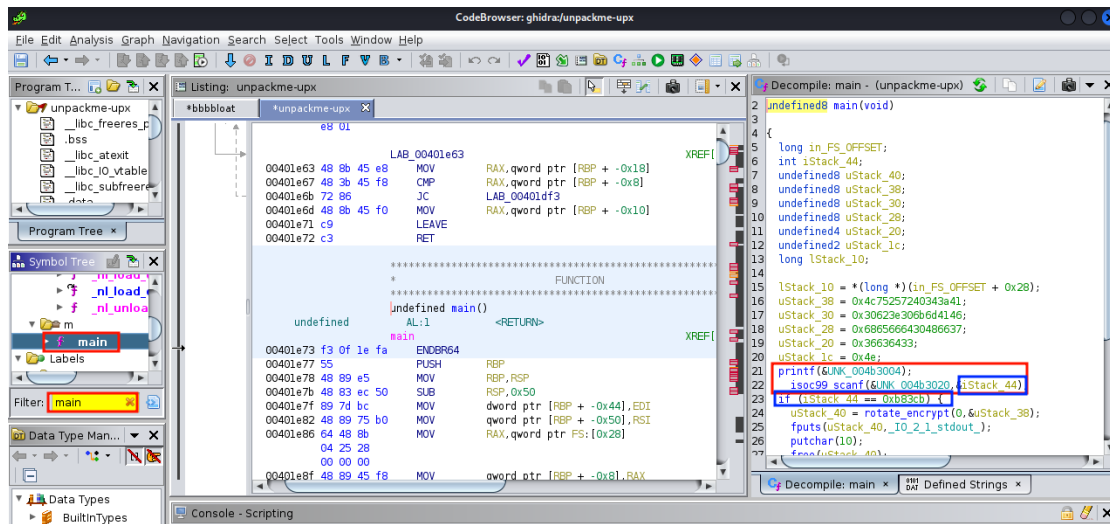 CodeBrowser: ghidra:/unpackme-upx
File Edit Analysis Graph Navigation Search Select Tools Window Help
I D U L F V B
Program T...
unpackme-upx
__libc_freeres_p
.bss
__libc_atexit
__libc_IO_vtable
__libc_subfreere
.data
Program Tree ×
Symbol Tree
_nl_load_
_nl_load_e
_nl_unloa
m
f main
Labels
Filter: main
Data Type Man...
Data Types
BuiltInTypes
Listing: unpackme-upx
*bbbbloat
*unpackme-upx
e8 01
LAB_00401e63 XREF[
00401e63 48 8b 45 e8 MOV RAX,qword ptr [RBP + -0x18]
00401e67 48 3b 45 f8 CMP RAX,qword ptr [RBP + -0x8]
00401e6b 72 86 JC LAB_00401df3
00401e6d 48 8b 45 f0 MOV RAX,qword ptr [RBP + -0x10]
00401e71 c9 LEAVE
00401e72 c3 RET
* FUNCTION
undefined main()
undefined AL:1 <RETURN>
main XREF[
00401e73 f3 0f 1e fa ENDBR64
00401e77 55 PUSH RBP
00401e78 48 89 e5 MOV RBP,RSP
00401e7b 48 83 ec 50 SUB RSP,0x50
00401e7f 89 7d bc MOV dword ptr [RBP + -0x44],EDI
00401e82 48 89 75 b0 MOV qword ptr [RBP + -0x50],RSI
00401e86 64 48 8b MOV RAX,qword ptr FS:[0x28]
04 25 28
00 00 00
00401e8f 48 89 45 f8 MOV qword ptr [RBP + -0x8],RAX
Decompile: main - (unpackme-upx)
2 undefined8 main(void)
3
4 {
5 long in_FS_OFFSET;
6 int iStack_44;
7 undefined8 uStack_40;
8 undefined8 uStack_38;
9 undefined8 uStack_30;
10 undefined8 uStack_28;
11 undefined4 uStack_20;
12 undefined2 uStack_1c;
13 long lStack_10;
14
15 lStack_10 = *(long *)(in_FS_OFFSET + 0x28);
16 uStack_38 = 0x4c75257240343a41;
17 uStack_30 = 0x30623e306b6d4146;
18 uStack_28 = 0x6865666430486637;
19 uStack_20 = 0x36636433;
20 uStack_1c = 0x4e;
21 printf(&UNK_004b3004);
22 isoc99_scanf(&UNK_004b3020,&iStack_44)
23 if (iStack_44 == 0xb83cb) {
24 uStack_40 = rotate_encrypt(0,&uStack_38);
25 fputs(uStack_40,_IO_2_1_stdout_);
26 putchar(10);
27 free(uStack_40);
Decompile: main ×
Defined Strings ×
Console - Scripting